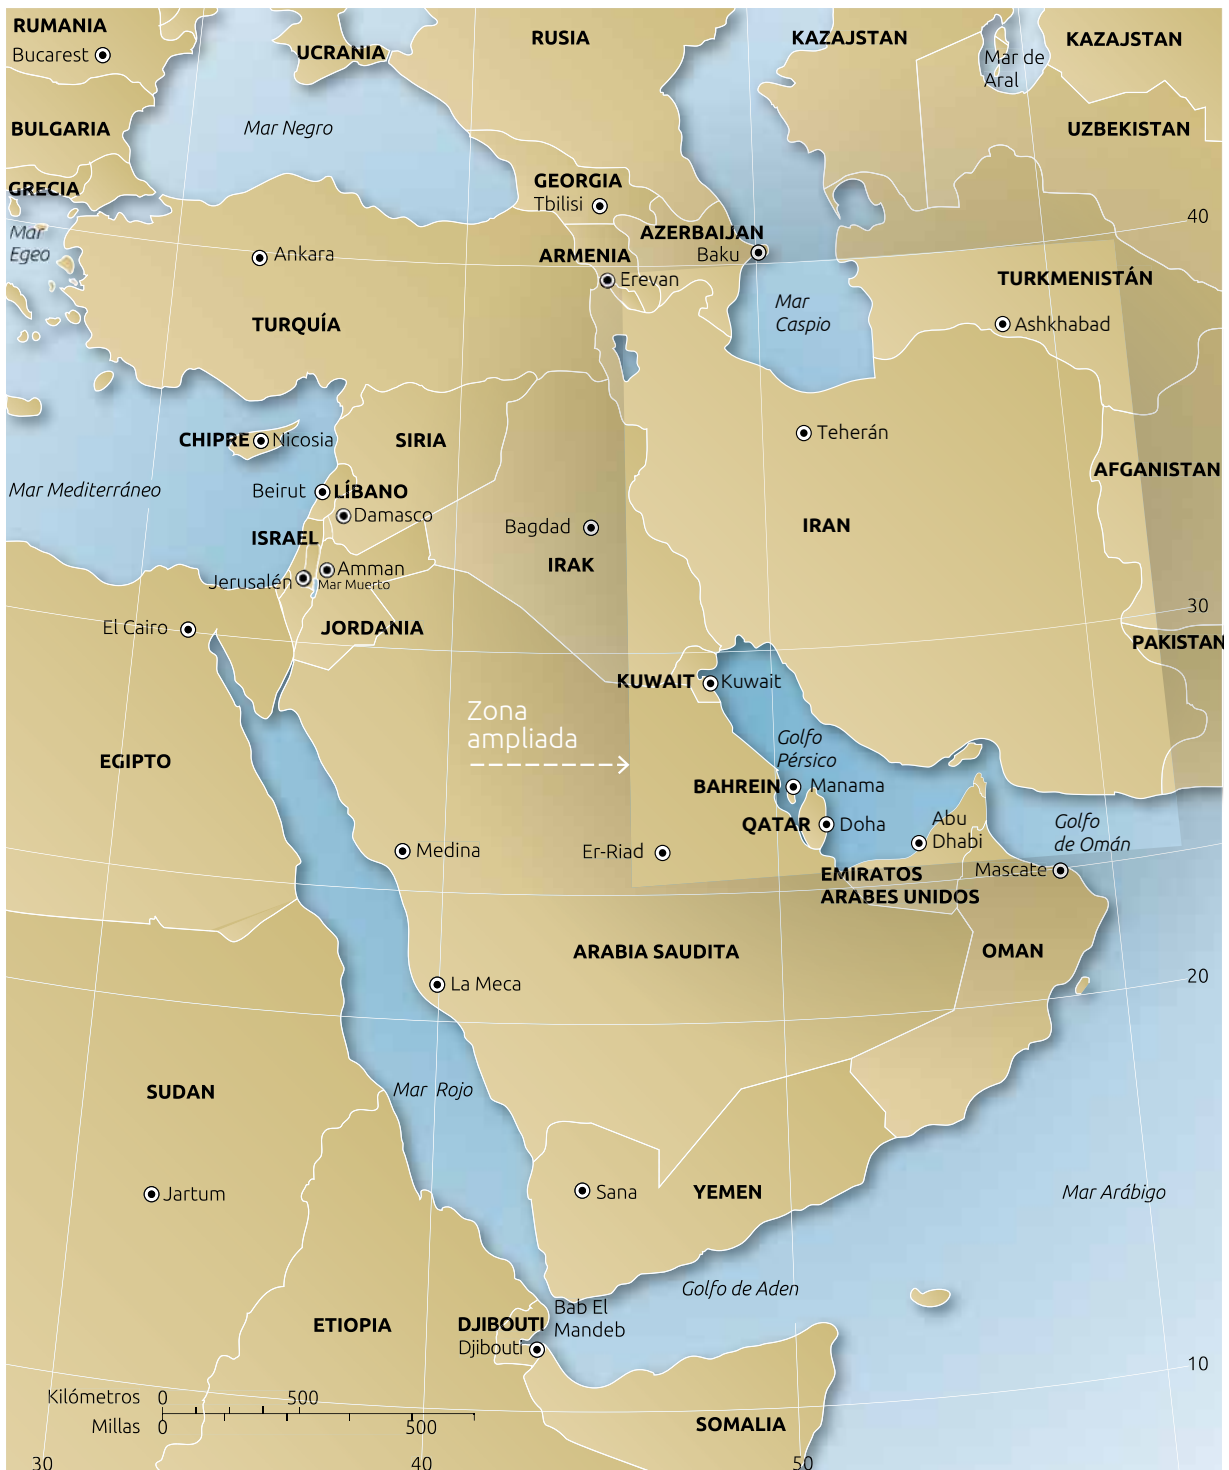 RUMANIA
Bucarest
UCRANIA
RUSIA
KAZAJSTAN
KAZAJSTAN
Mar de
Aral
BULGARIA
Mar Negro
UZBEKISTAN
GRECIA
GEORGIA
Tbilisi
40
Mar
Egeo
Ankara
AZERBAIJAN
Baku
ARMENIA
Erevan
TURKMENISTÁN
Mar
Caspio
Ashkhabad
TURQUÍA
CHIPRE
Nicosia
SIRIA
Teherán
AFGANISTAN
Mar Mediterráneo
Beirut
LÍBANO
Damasco
Bagdad
IRAN
ISRAEL
IRAK
Amman
Jerusalén
Mar Muerto
30
El Cairo
JORDANIA
PAKISTAN
KUWAIT
Kuwait
Zona
ampliada
Golfo
Pérsico
EGIPTO
BAHREIN
Manama
QATAR
Doha
Abu
Dhabi
Golfo
de Omán
Medina
Er-Riad
EMIRATOS
ARABES UNIDOS
Mascate
ARABIA SAUDITA
OMAN
La Meca
20
SUDAN
Mar Rojo
Jartum
Sana
YEMEN
Mar Arábigo
Golfo de Aden
ETIOPIA
DJIBOUTI
Djibouti
Bab El
Mandeb
10
Kilómetros 0 500
Millas 0 500
SOMALIA
30
40
50